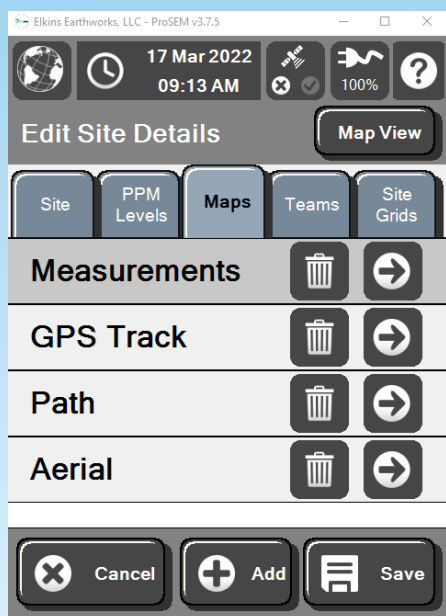 Elkins Earthworks, LLC - ProSEM v3.7.5
17 Mar 2022
09:13 AM
100%
?
Edit Site Details
Map View
Site
PPM
Levels
Maps
Teams
Site
Grids
Measurements
GPS Track
Path
Aerial
Cancel
Add
Save